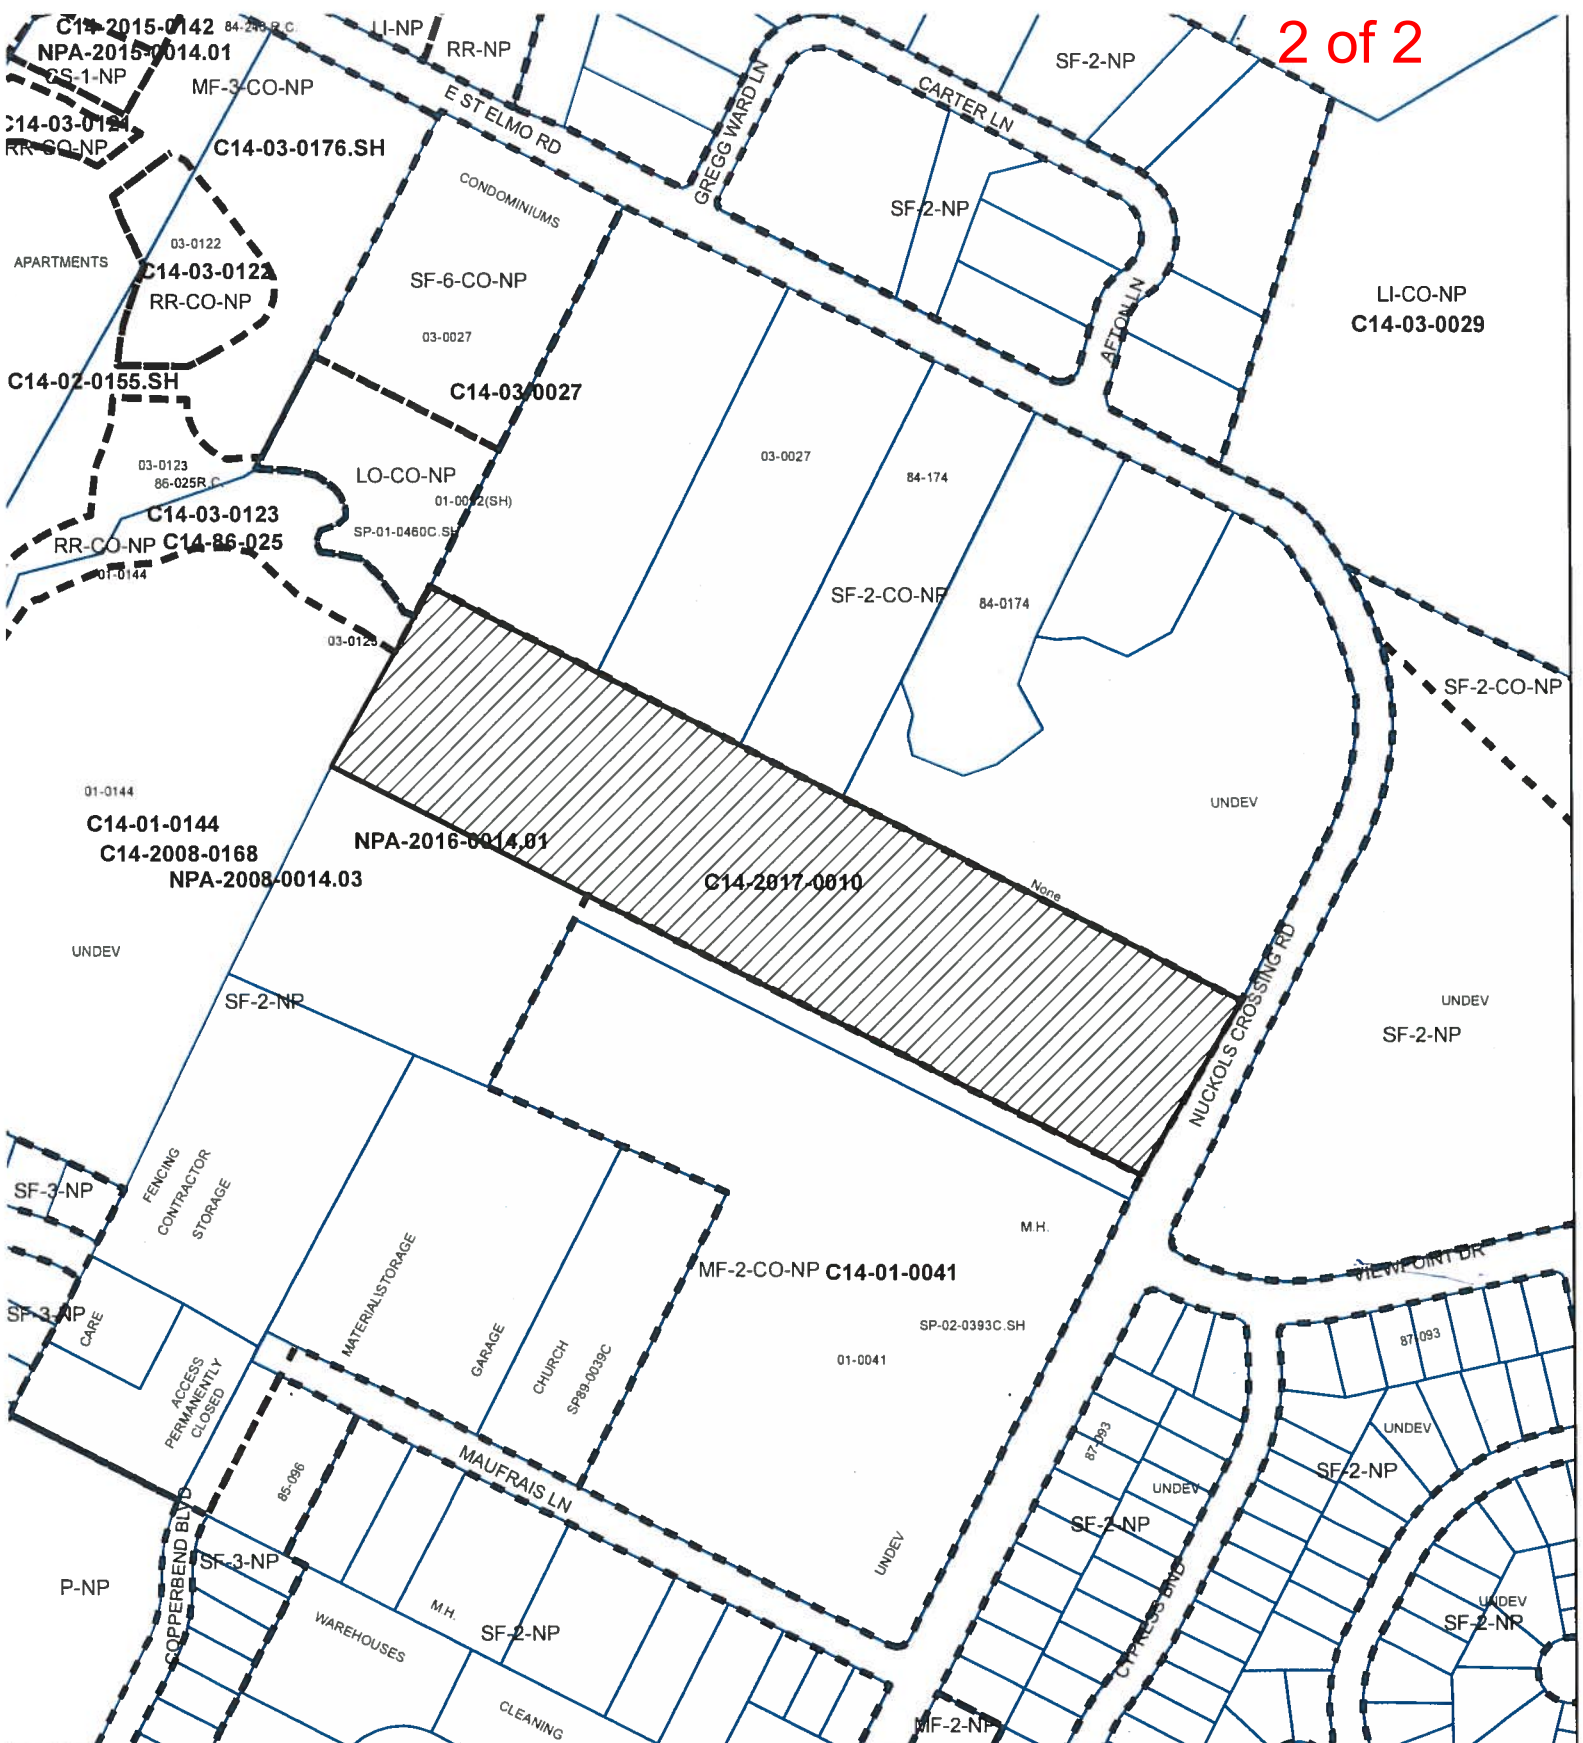 2 of 2
C14-2015-0142
84-243 R.C.
NPA-2015-0014.01
CS-1-NP
LI-NP
RR-NP
SF-2-NP
MF-3-CO-NP
E ST ELMO RD
GREGG WARD LN
CARTER LN
C14-03-0121
RR-CO-NP
C14-03-0176.SH
CONDOMINIUMS
SF-2-NP
APARTMENTS
03-0122
C14-03-0122
RR-CO-NP
SF-6-CO-NP
03-0027
AFTON LN
LI-CO-NP
C14-03-0029
C14-02-0155.SH
C14-03-0027
03-0027
84-174
03-0123
86-025R.C.
LO-CO-NP
SP-01-0460C.SH
C14-03-0123
RR-CO-NP
C14-86-025
01-0144
SF-2-CO-NP
84-0174
SF-2-CO-NP
UNDEV
01-0144
C14-01-0144
C14-2008-0168
NPA-2008-0014.03
NPA-2016-0014.01
C14-2017-0010
None
NUCKOLS CROSSING RD
UNDEV
SF-2-NP
UNDEV
SF-2-NP
FENCING
CONTRACTOR
STORAGE
SF-3-NP
SF-3-NP
CARE
ACCESS
PERMANENTLY
CLOSED
MATERIALSTORAGE
GARAGE
CHURCH
SP89-0039C
M.H.
MF-2-CO-NP C14-01-0041
SP-02-0393C.SH
01-0041
VIEWPOINT DR
87-093
UNDEV
SF-2-NP
87-093
UNDEV
SF-2-NP
85-096
MAUFRAIS LN
UNDEV
COPPERBEND BLVD
SF-3-NP
P-NP
M.H.
SF-2-NP
WAREHOUSES
CLEANING
CYPRESS BND
UNDEV
SF-2-NP
MF-2-NP